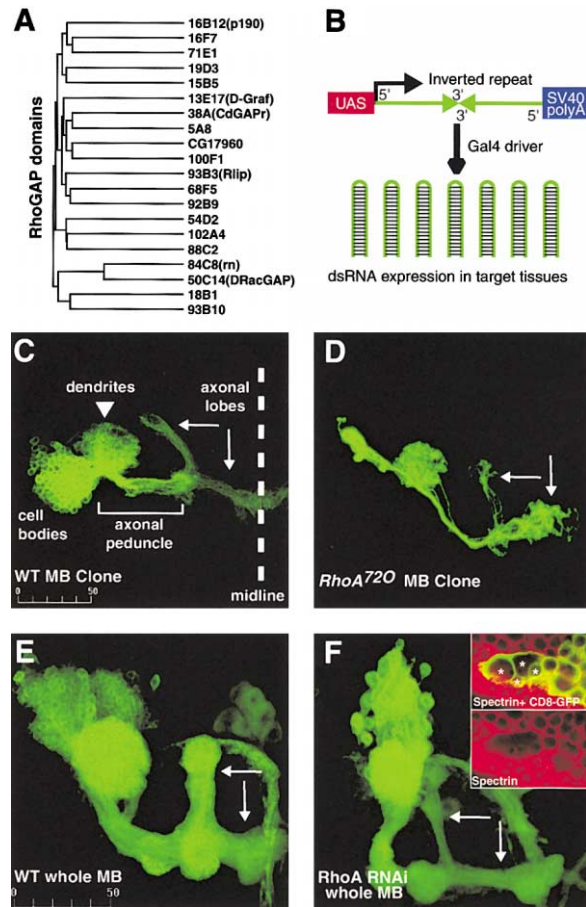 A
RhoGAP domains
16B12(p190)
16F7
71E1
19D3
15B5
13E17(D-Graf)
38A(CdGAPr)
5A8
CG17960
100F1
93B3(Rlip)
68F5
92B9
54D2
102A4
88C2
84C8(rn)
50C14(DRacGAP)
18B1
93B10
B
Inverted repeat
UAS
5'
3'
3'
5'
SV40
polyA
Gal4 driver
dsRNA expression in target tissues
C
dendrites
axonal
lobes
cell
bodies
axonal
peduncle
WT MB Clone
midline
0
50
D
RhoA720 MB Clone
E
WT whole MB
0
50
F
* * * *
Spectrin+ CD8-GFP
Spectrin
RhoA RNAi
whole MB